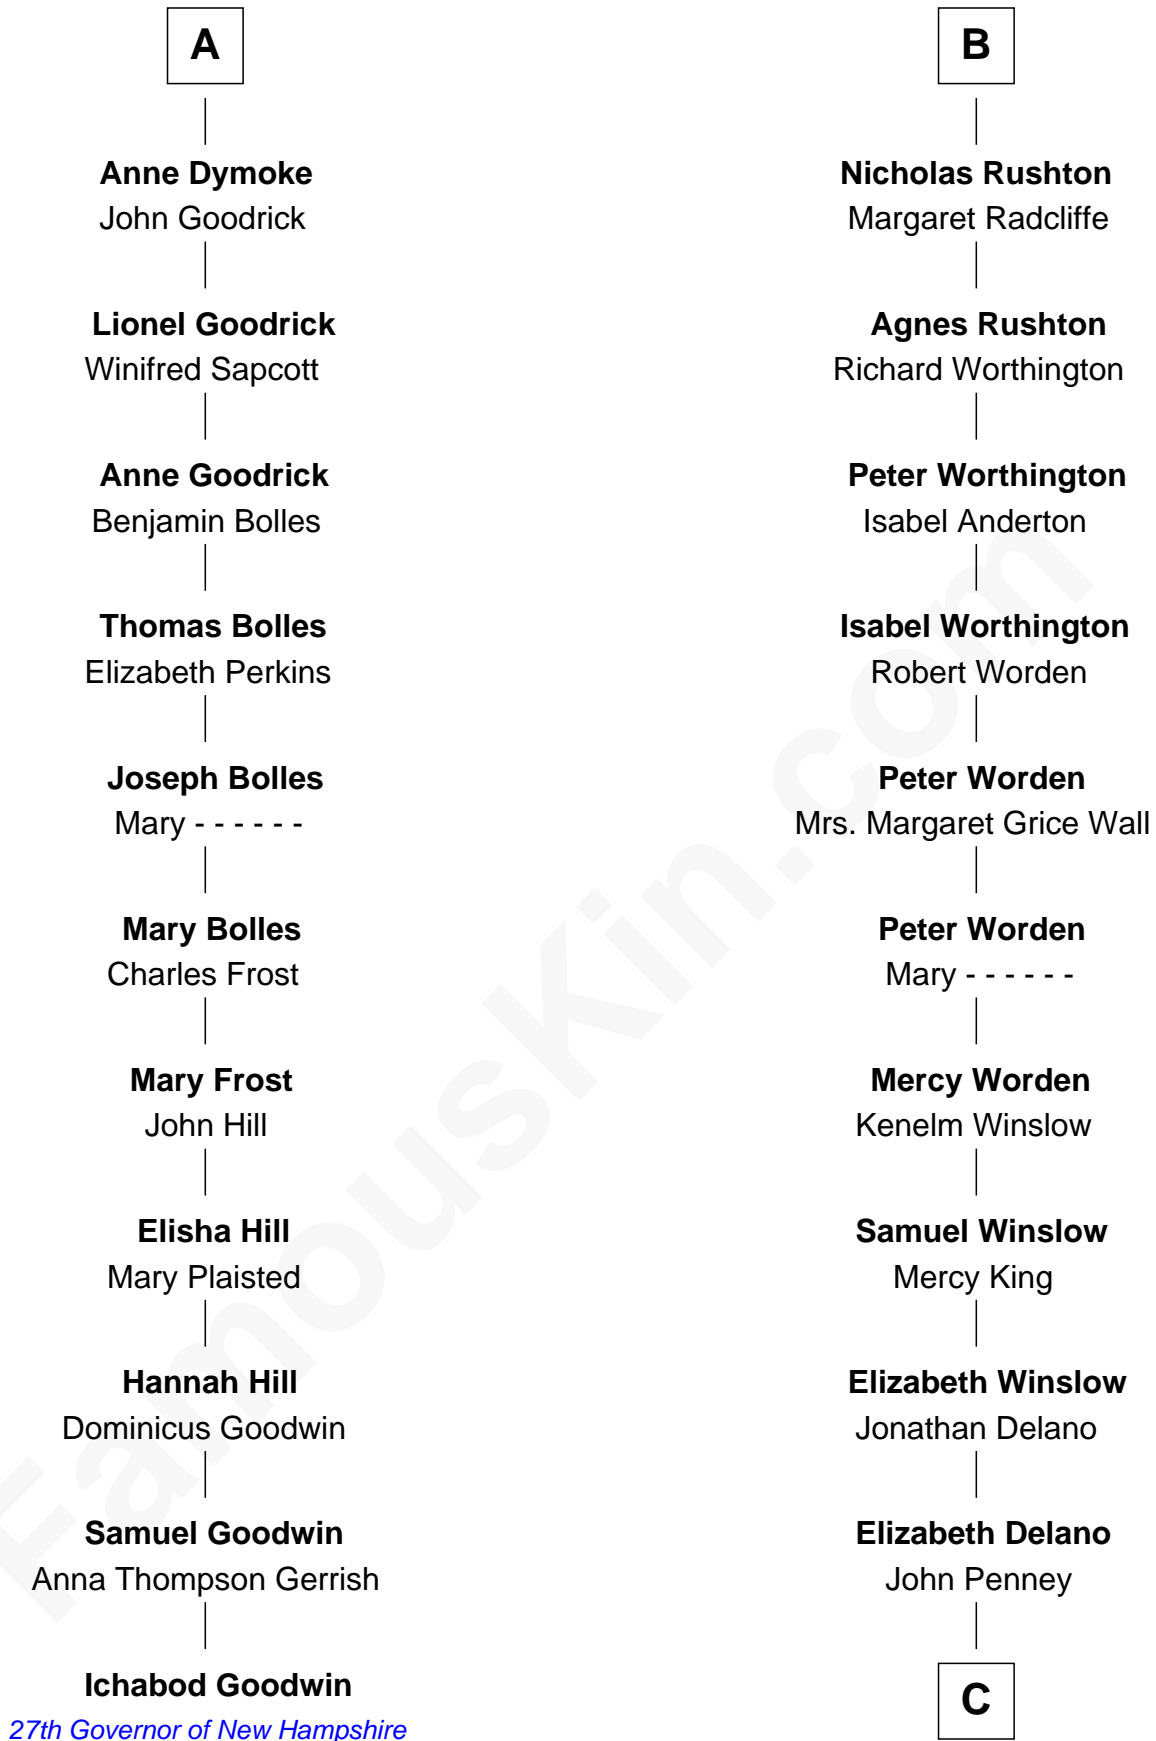 A
Anne Dymoke
John Goodrick
Lionel Goodrick
Winifred Sapcott
Anne Goodrick
Benjamin Bolles
Thomas Bolles
Elizabeth Perkins
Joseph Bolles
Mary - - - - - -
Mary Bolles
Charles Frost
Mary Frost
John Hill
Elisha Hill
Mary Plaisted
Hannah Hill
Dominicus Goodwin
Samuel Goodwin
Anna Thompson Gerrish
Ichabod Goodwin
27th Governor of New Hampshire
B
Nicholas Rushton
Margaret Radcliffe
Agnes Rushton
Richard Worthington
Peter Worthington
Isabel Anderton
Isabel Worthington
Robert Worden
Peter Worden
Mrs. Margaret Grice Wall
Peter Worden
Mary - - - - - -
Mercy Worden
Kenelm Winslow
Samuel Winslow
Mercy King
Elizabeth Winslow
Jonathan Delano
Elizabeth Delano
John Penney
C
FamousKin.com